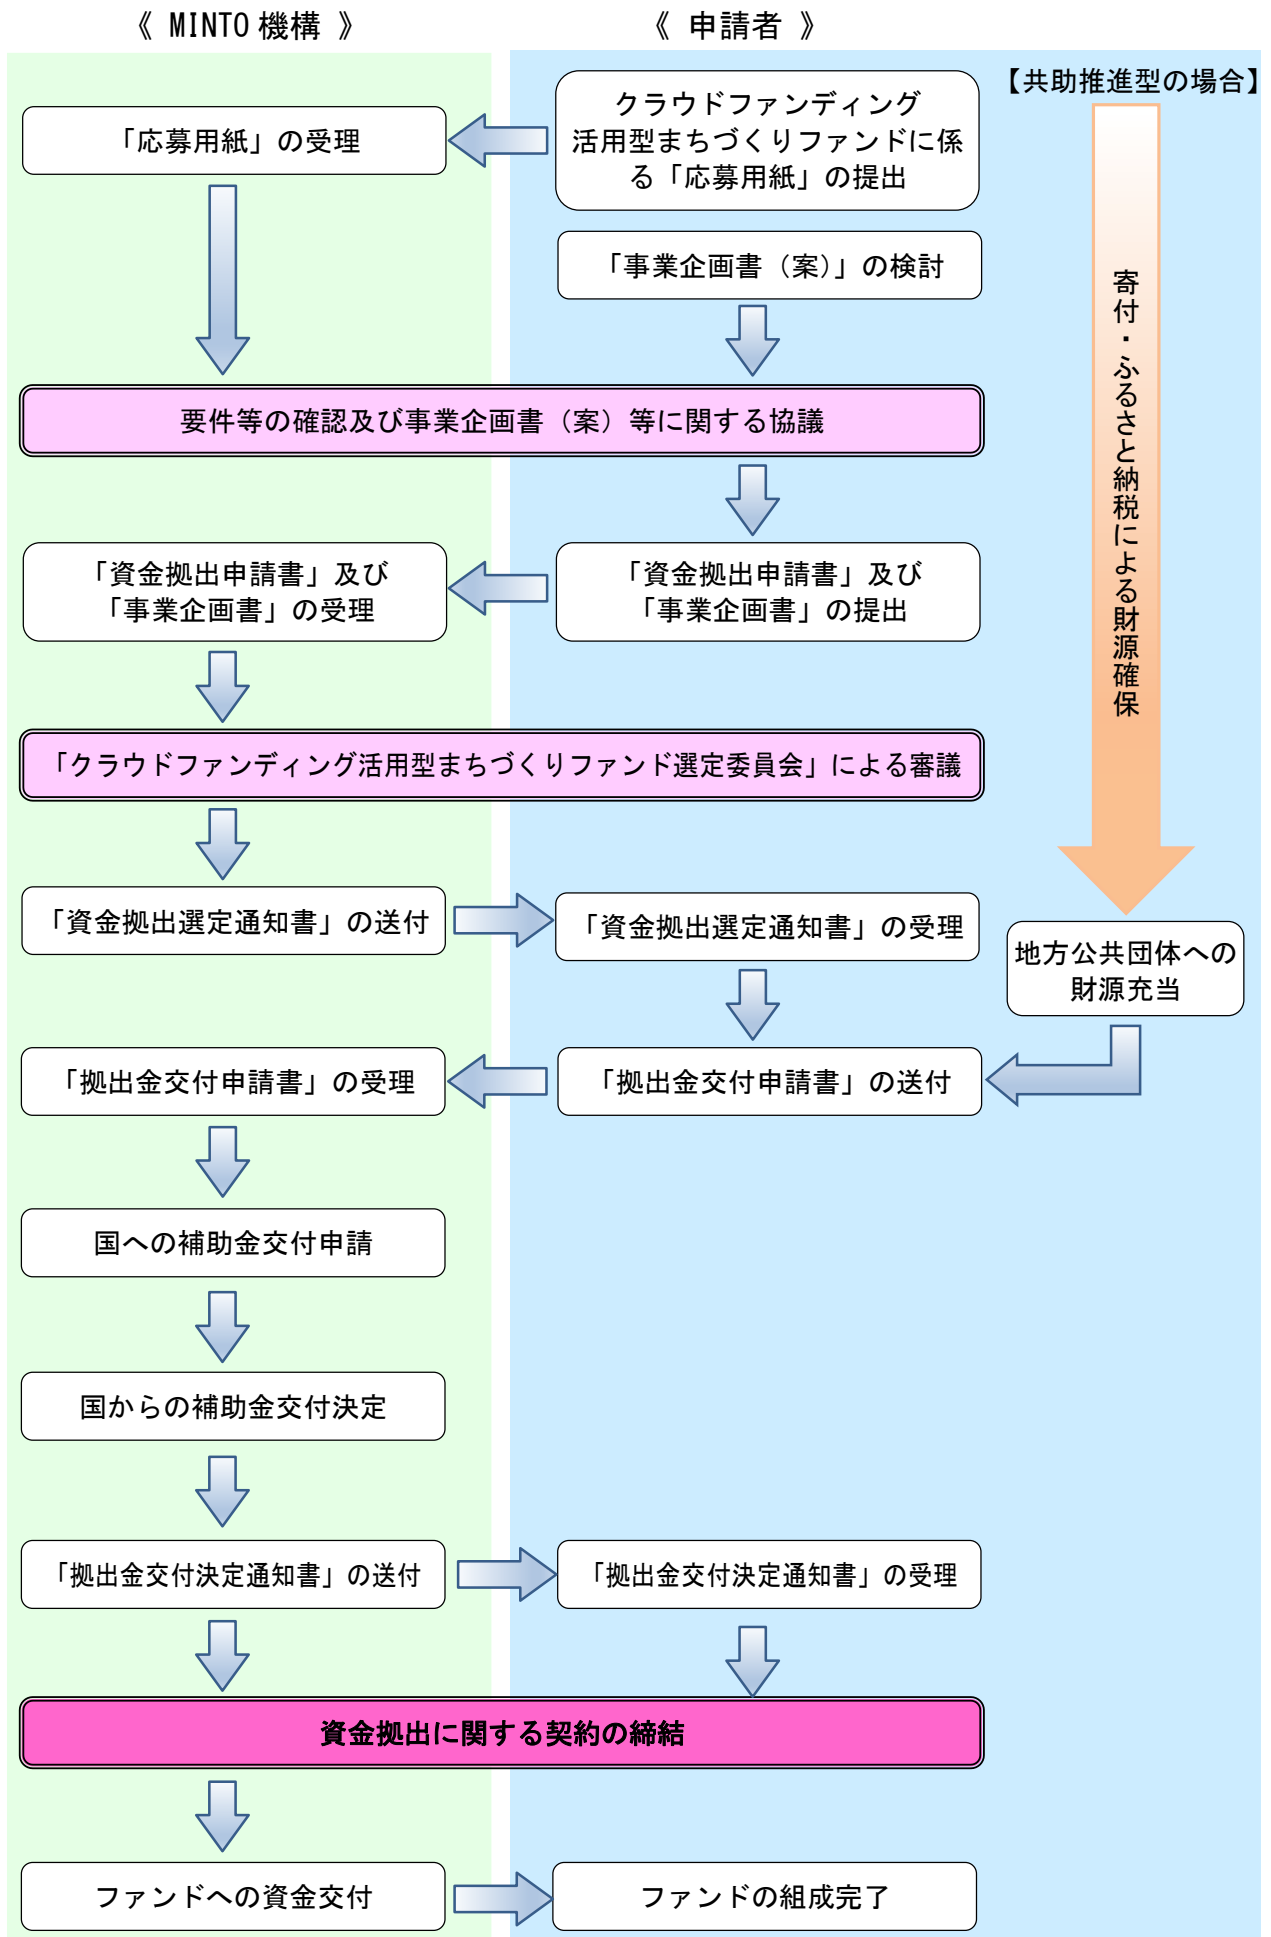 《 MINTO機構 》
《 申請者 》
【共助推進型の場合】
クラウドファンディング
活用型まちづくりファンドに係
る「応募用紙」の提出
「応募用紙」の受理
「事業企画書（案）」の検討
寄付・ふるさと納税による財源確保
要件等の確認及び事業企画書（案）等に関する協議
「資金拠出申請書」及び
「事業企画書」の提出
「資金拠出申請書」及び
「事業企画書」の受理
「クラウドファンディング活用型まちづくりファンド選定委員会」による審議
「資金拠出選定通知書」の送付
「資金拠出選定通知書」の受理
地方公共団体への
財源充当
「拠出金交付申請書」の送付
「拠出金交付申請書」の受理
国への補助金交付申請
国からの補助金交付決定
「拠出金交付決定通知書」の送付
「拠出金交付決定通知書」の受理
資金拠出に関する契約の締結
ファンドへの資金交付
ファンドの組成完了